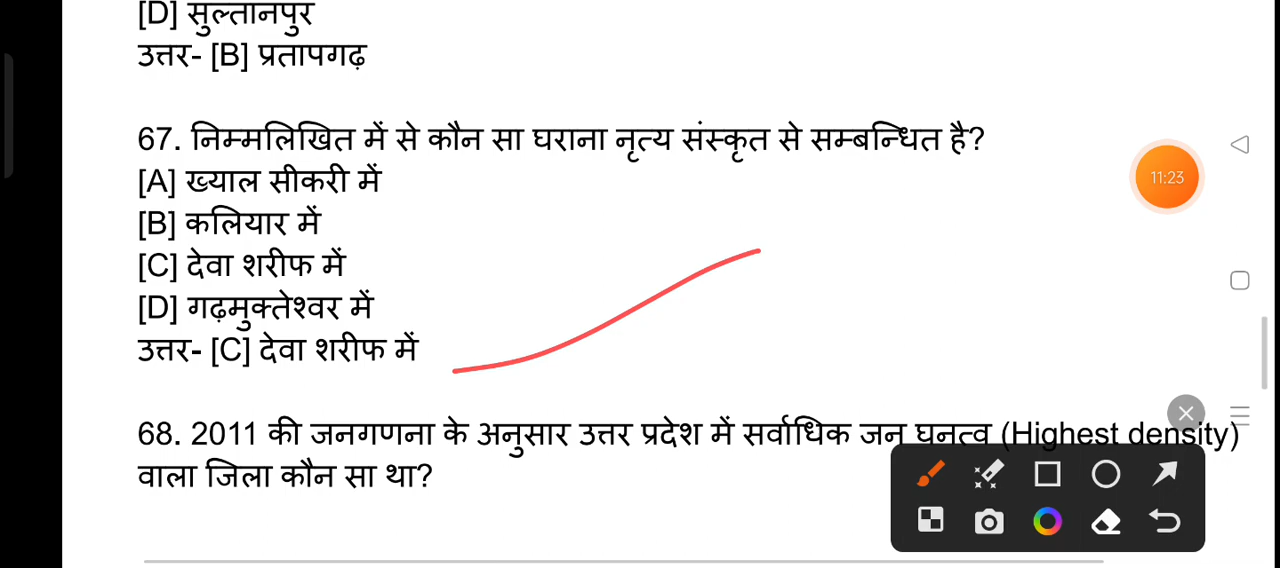 [D] सुल्तानपुर
उत्तर- [B] प्रतापगढ़
67. निम्मलिखित में से कौन सा घराना नृत्य संस्कृत से सम्बन्धित है?
[A] ख्याल सीकरी में
[B] कलियार में
[C] देवा शरीफ में
[D] गढ़मुक्तेश्वर में
उत्तर- [C] देवा शरीफ में
11:23
68. 2011 की जनगणना के अनुसार उत्तर प्रदेश में सर्वाधिक जन घनत्व (Highest density)
वाला जिला कौन सा था?